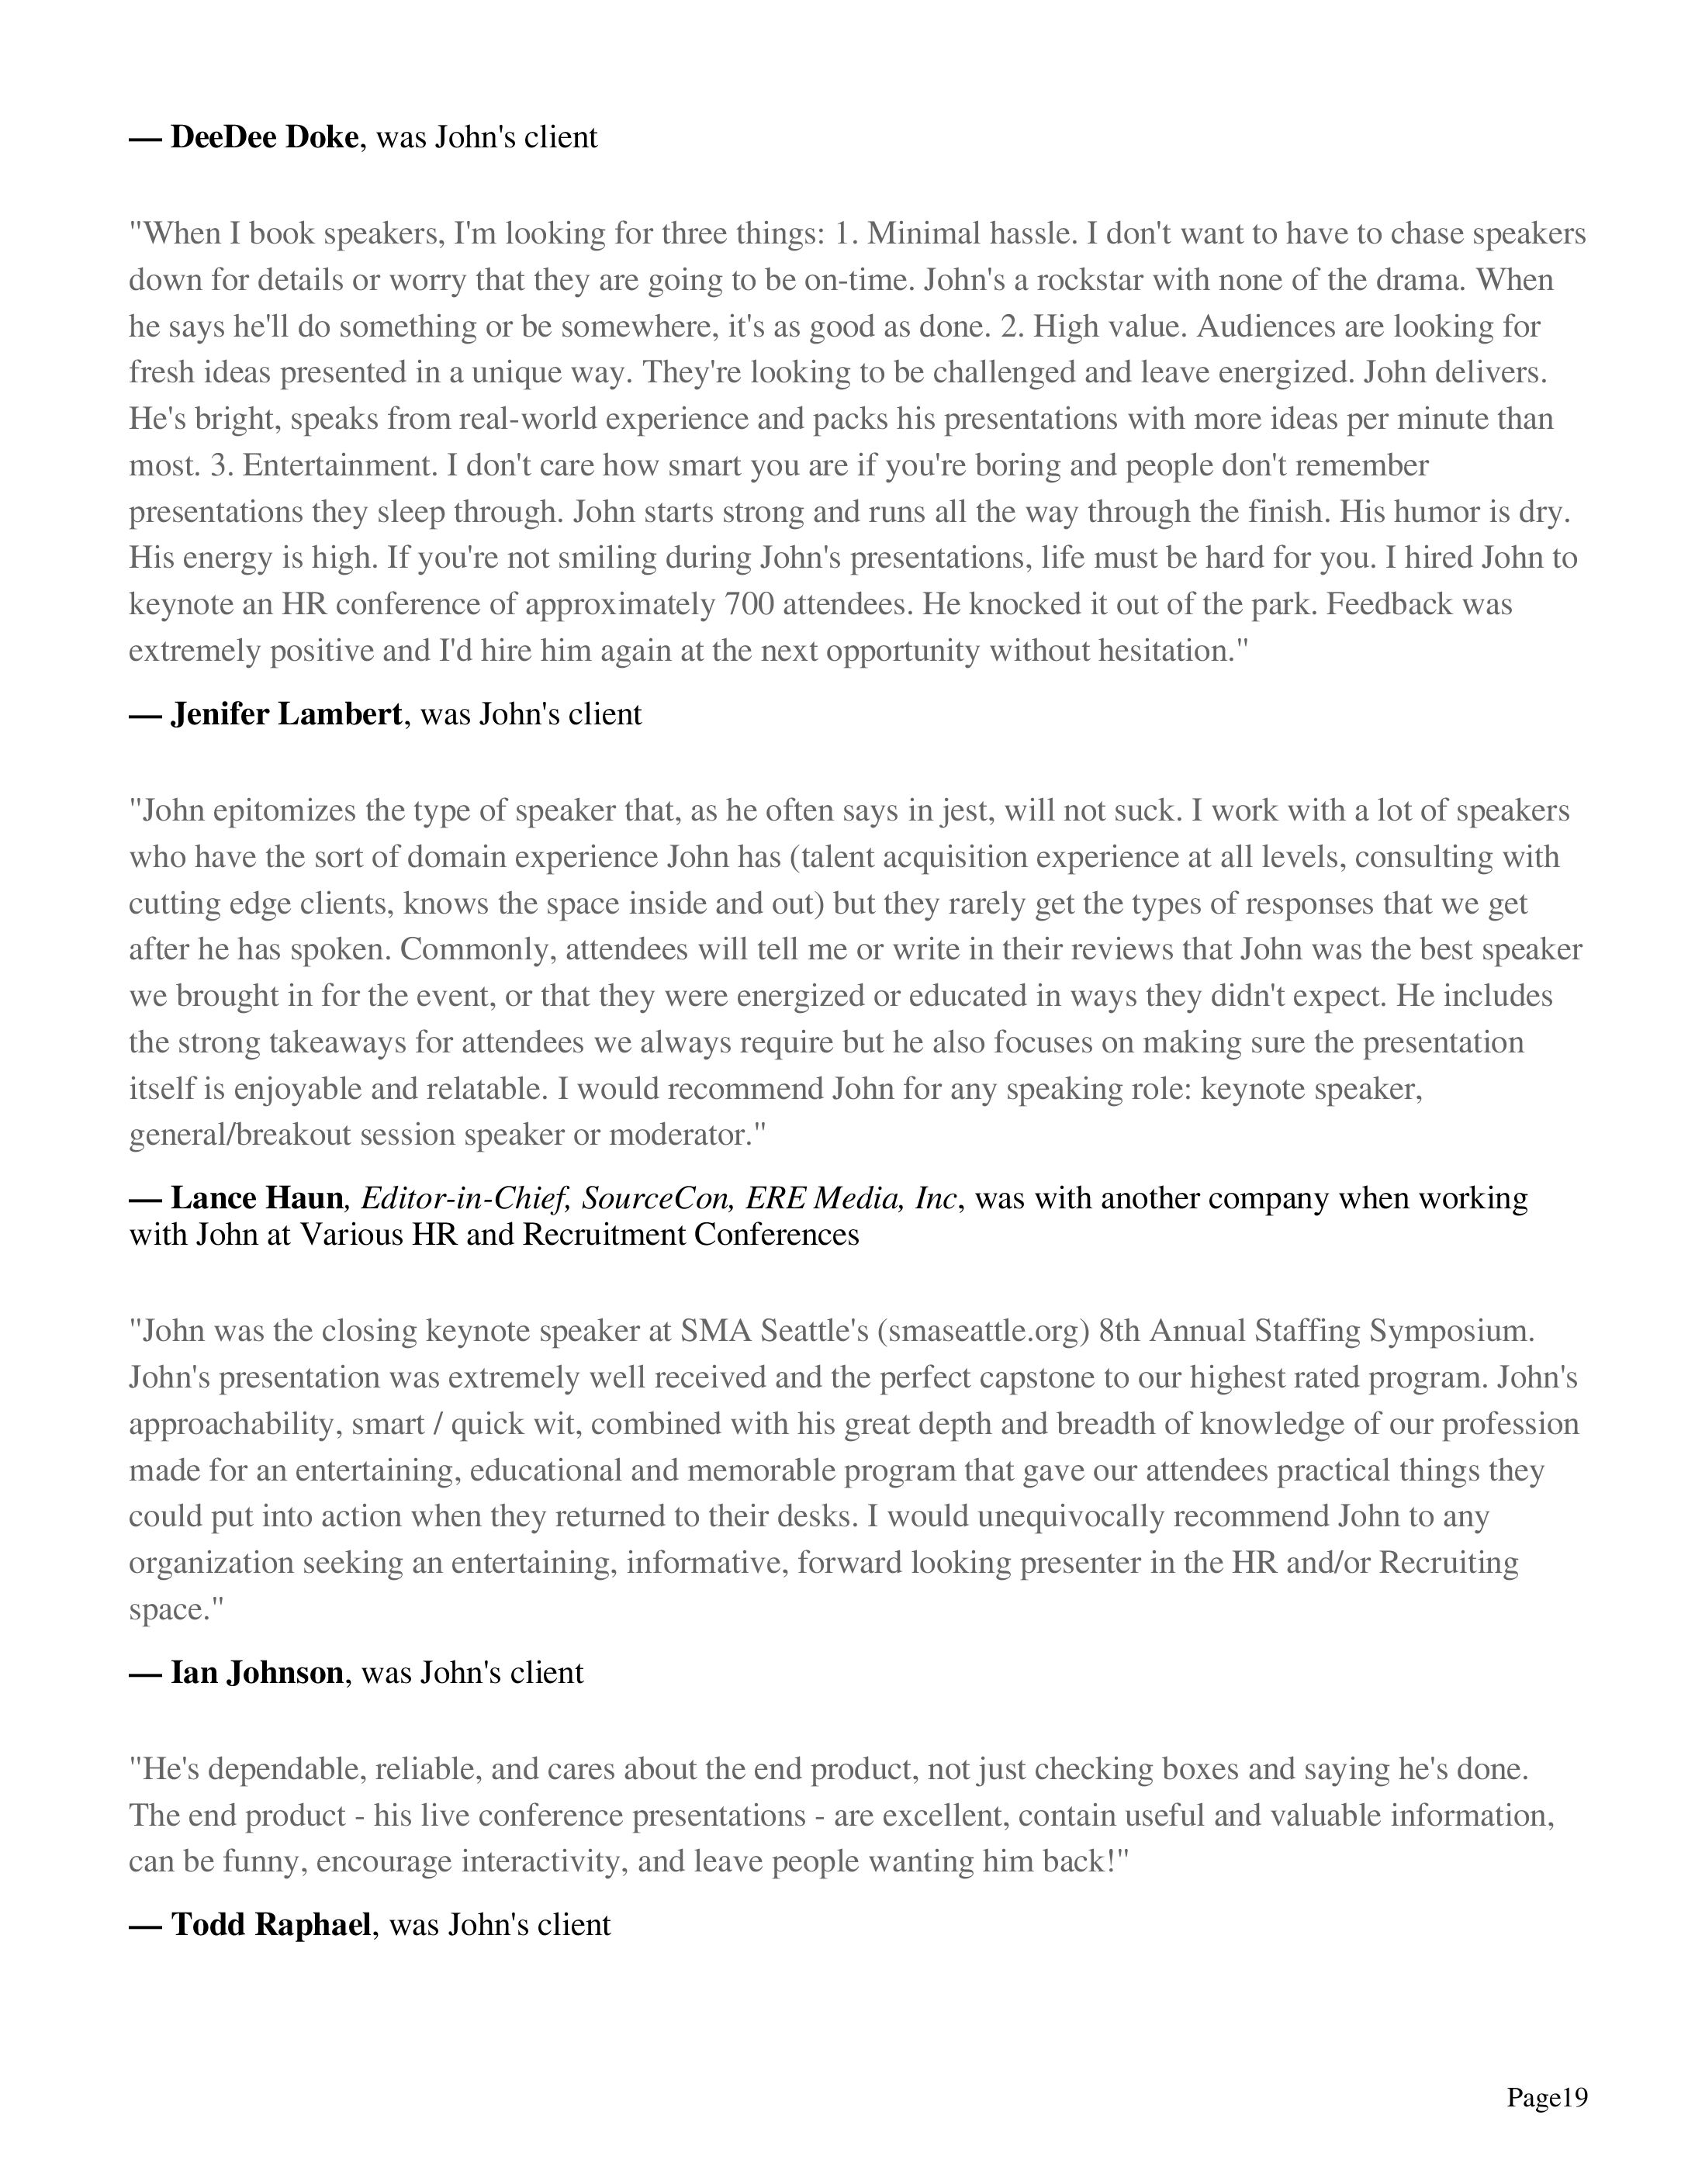 — DeeDee Doke, was John's client
"When I book speakers, I'm looking for three things: 1. Minimal hassle. I don't want to have to chase speakers
down for details or worry that they are going to be on-time. John's a rockstar with none of the drama. When
he says he'll do something or be somewhere, it's as good as done. 2. High value. Audiences are looking for
fresh ideas presented in a unique way. They're looking to be challenged and leave energized. John delivers.
He's bright, speaks from real-world experience and packs his presentations with more ideas per minute than
most. 3. Entertainment. I don't care how smart you are if you're boring and people don't remember
presentations they sleep through. John starts strong and runs all the way through the finish. His humor is dry.
His energy is high. If you're not smiling during John's presentations, life must be hard for you. I hired John to
keynote an HR conference of approximately 700 attendees. He knocked it out of the park. Feedback was
extremely positive and I'd hire him again at the next opportunity without hesitation."
— Jenifer Lambert, was John's client
"John epitomizes the type of speaker that, as he often says in jest, will not suck. I work with a lot of speakers
who have the sort of domain experience John has (talent acquisition experience at all levels, consulting with
cutting edge clients, knows the space inside and out) but they rarely get the types of responses that we get
after he has spoken. Commonly, attendees will tell me or write in their reviews that John was the best speaker
we brought in for the event, or that they were energized or educated in ways they didn't expect. He includes
the strong takeaways for attendees we always require but he also focuses on making sure the presentation
itself is enjoyable and relatable. I would recommend John for any speaking role: keynote speaker,
general/breakout session speaker or moderator."
— Lance Haun, Editor-in-Chief, SourceCon, ERE Media, Inc, was with another company when working
with John at Various HR and Recruitment Conferences
"John was the closing keynote speaker at SMA Seattle's (smaseattle.org) 8th Annual Staffing Symposium.
John's presentation was extremely well received and the perfect capstone to our highest rated program. John's
approachability, smart / quick wit, combined with his great depth and breadth of knowledge of our profession
made for an entertaining, educational and memorable program that gave our attendees practical things they
could put into action when they returned to their desks. I would unequivocally recommend John to any
organization seeking an entertaining, informative, forward looking presenter in the HR and/or Recruiting
space."
— Ian Johnson, was John's client
"He's dependable, reliable, and cares about the end product, not just checking boxes and saying he's done.
The end product - his live conference presentations - are excellent, contain useful and valuable information,
can be funny, encourage interactivity, and leave people wanting him back!"
— Todd Raphael, was John's client
Page19